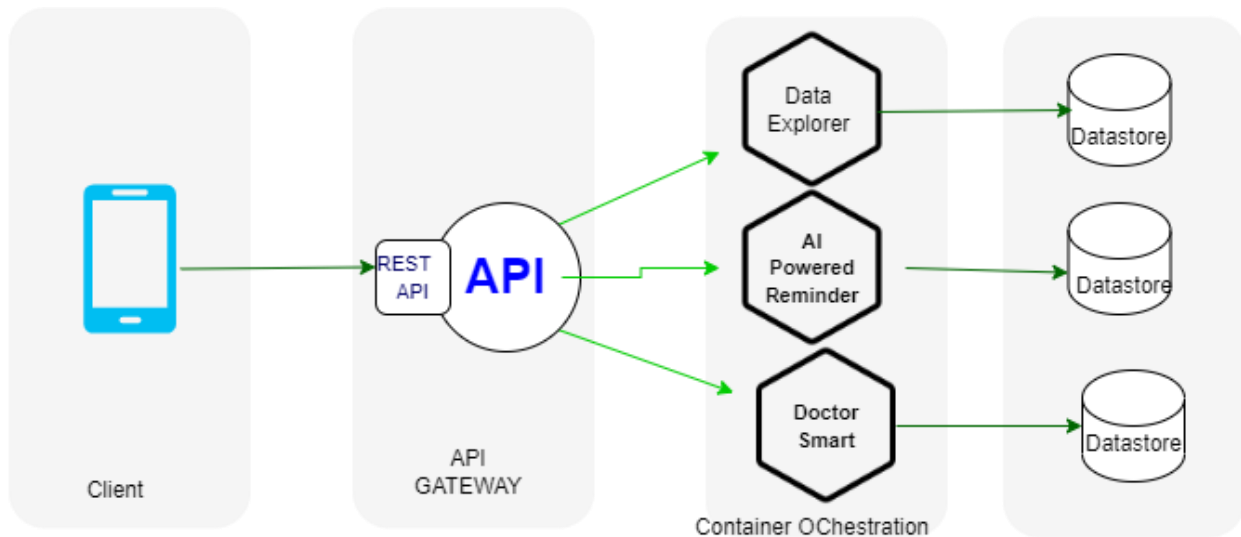 Client
REST
API
API
API
GATEWAY
Data
Explorer
AI
Powered
Reminder
Doctor
Smart
Container OChestration
Datastore
Datastore
Datastore